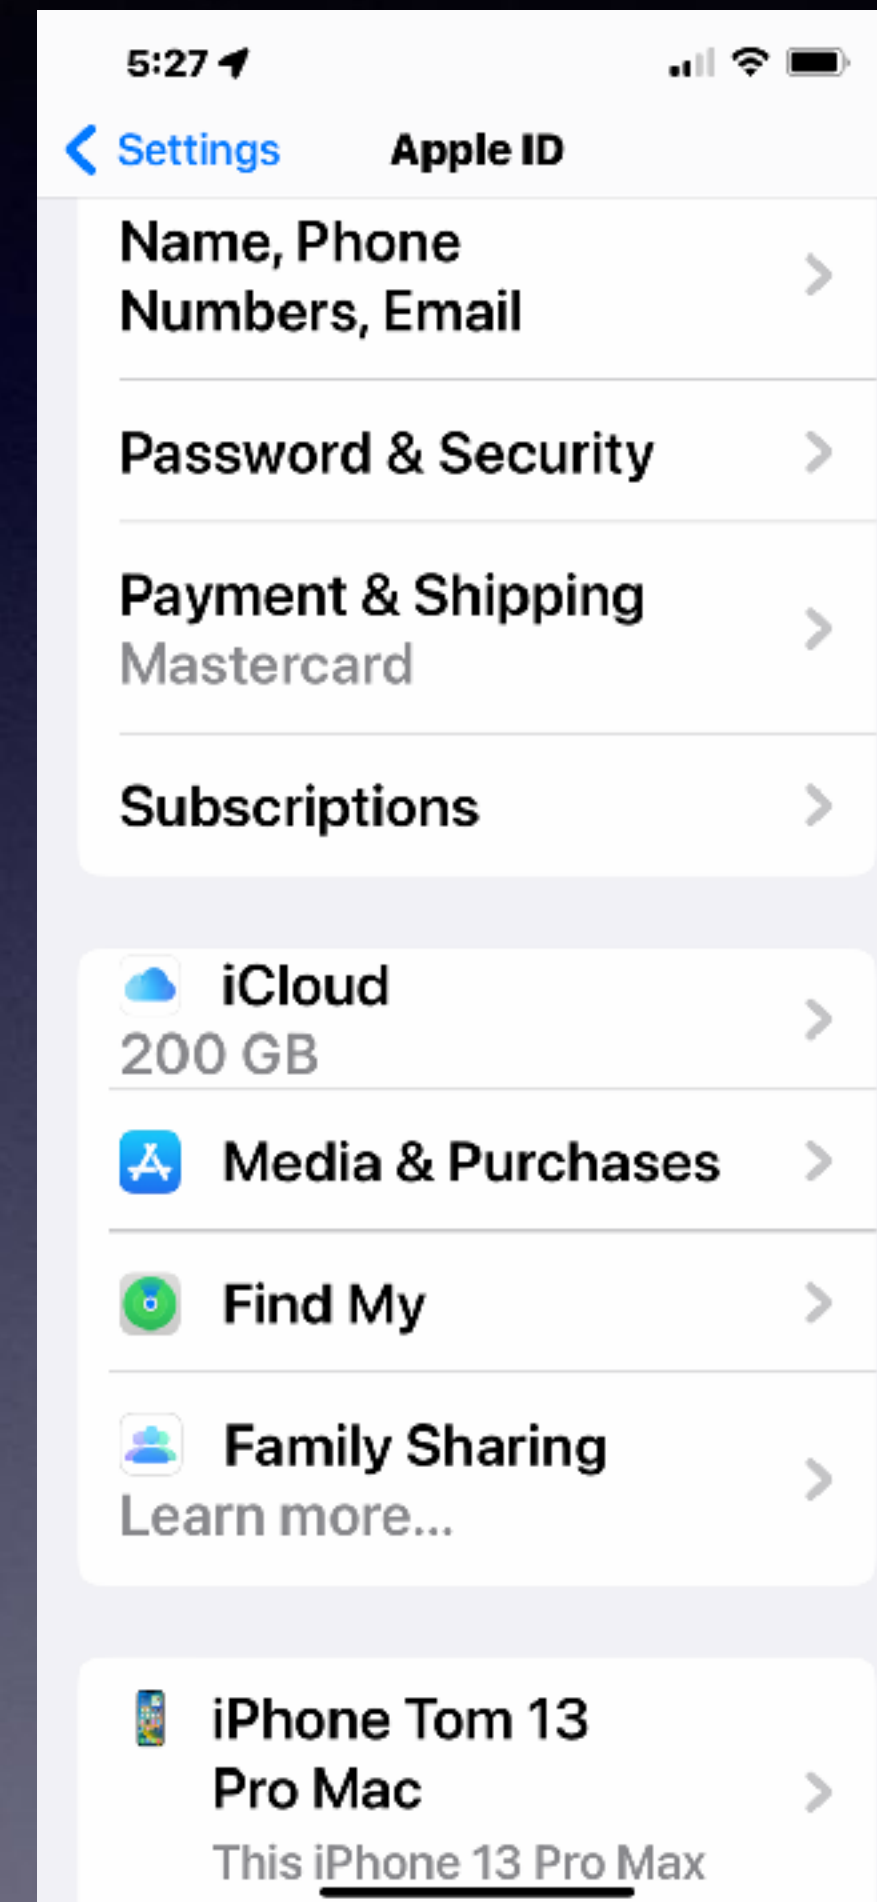 5:27
Settings
Apple ID
Name, Phone
Numbers, Email
Password & Security
Payment & Shipping
Mastercard
Subscriptions
iCloud
200 GB
Media & Purchases
Find My
Family Sharing
Learn more...
iPhone Tom 13
Pro Mac
This iPhone 13 Pro Max